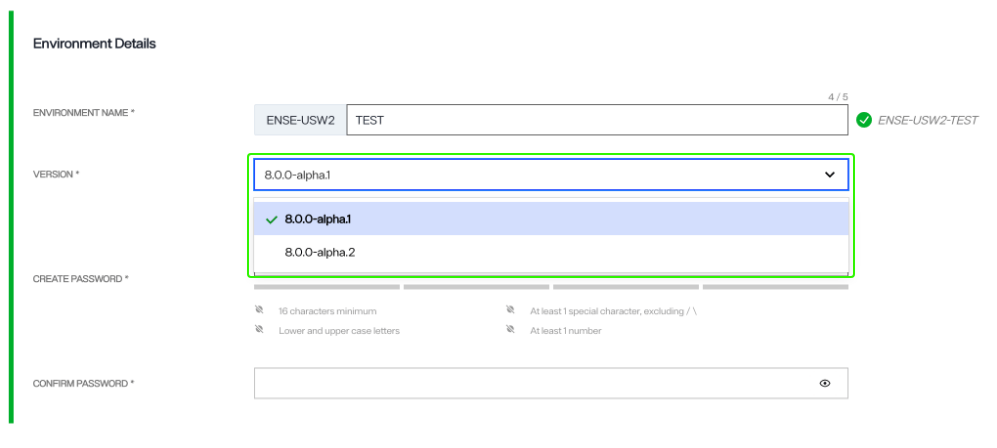 Environment Details
4 / 5
ENVIRONMENT NAME *
ENSE-USW2 TEST ENSE-USW2-TEST
VERSION *
8.0.0-alpha.1
8.0.0-alpha.1
8.0.0-alpha.2
CREATE PASSWORD *
16 characters minimum At least 1 special character, excluding / \
Lower and upper case letters At least 1 number
CONFIRM PASSWORD *